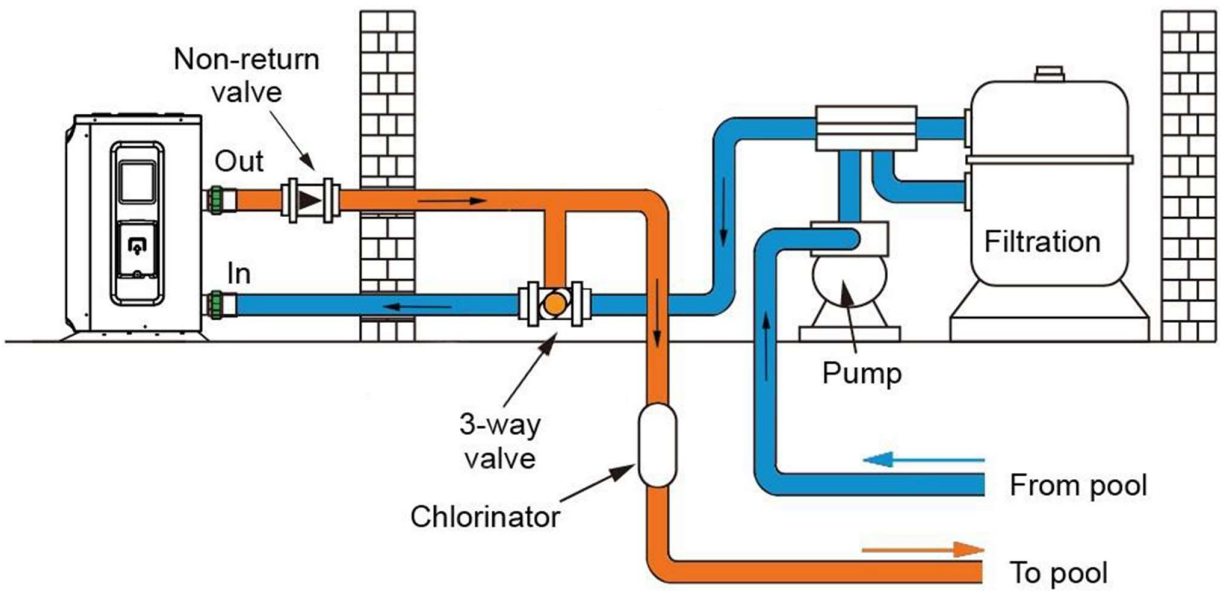 Non-return
valve
Out
In
Filtration
Pump
3-way
valve
Chlorinator
From pool
To pool